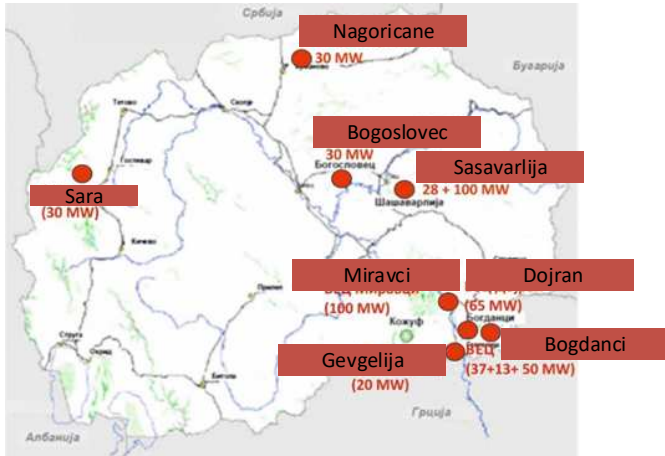 Србија
Nagoricane
30 MW
Куманово
Бугарија
Тетово
Скопје
Bogoslovec
30 MW
Богословец
Sasavarlija
28 + 100 MW
Шашаварлија
Гостивар
Sara
(30 MW)
Кичево
Miravci
(100 MW)
Dojran
(65 MW)
Прилеп
Кожуф
Богданци
Bogdanci
Gevgelija
ВЕЦ
(37+13+ 50 MW)
(20 MW)
Струга
Охрид
Битола
Грција
Албанија